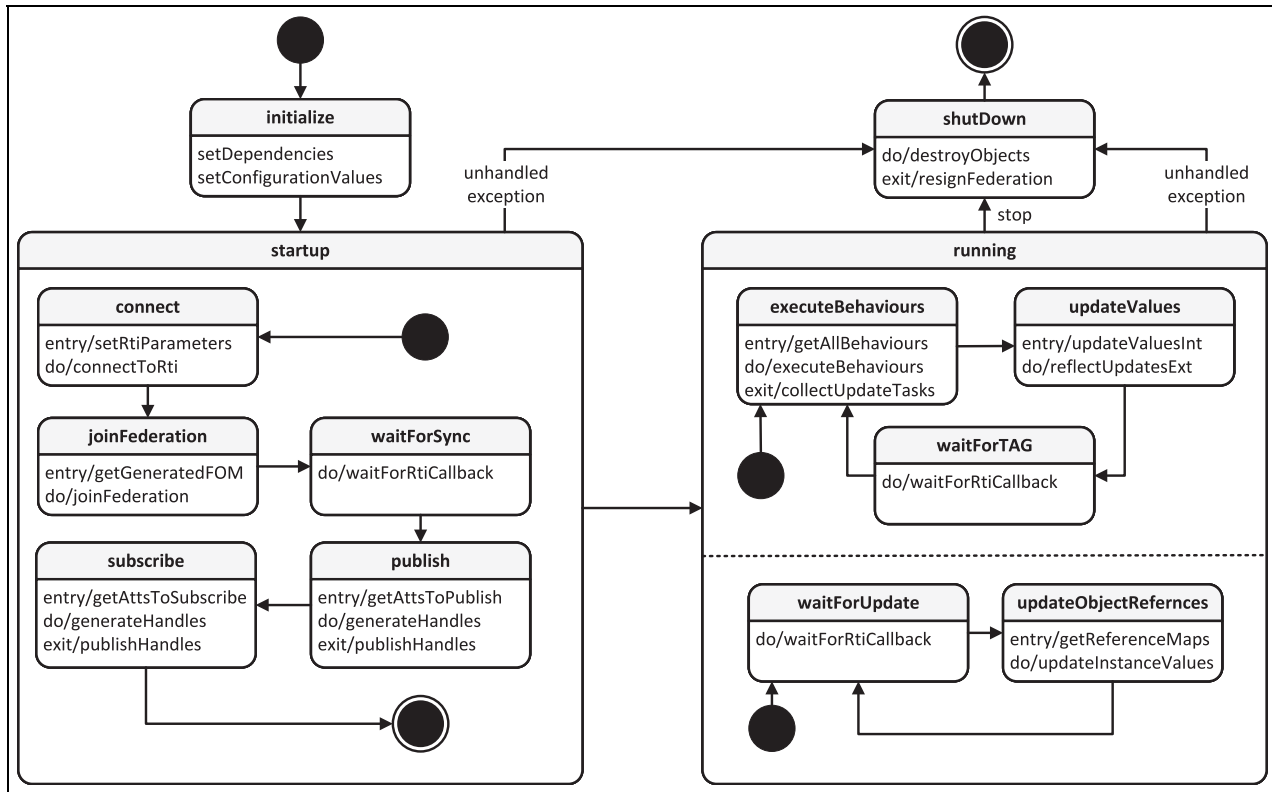 initialize
setDependencies
setConfigurationValues
shutDown
do/destroyObjects
exit/resignFederation
unhandled
exception
unhandled
exception
stop
startup
connect
entry/setRtiParameters
do/connectToRti
joinFederation
entry/getGeneratedFOM
do/joinFederation
waitForSync
do/waitForRtiCallback
subscribe
entry/getAttsToSubscribe
do/generateHandles
exit/publishHandles
publish
entry/getAttsToPublish
do/generateHandles
exit/publishHandles
running
executeBehaviours
entry/getAllBehaviours
do/executeBehaviours
exit/collectUpdateTasks
updateValues
entry/updateValuesInt
do/reflectUpdatesExt
waitForTAG
do/waitForRtiCallback
waitForUpdate
do/waitForRtiCallback
updateObjectRefernces
entry/getReferenceMaps
do/updateInstanceValues